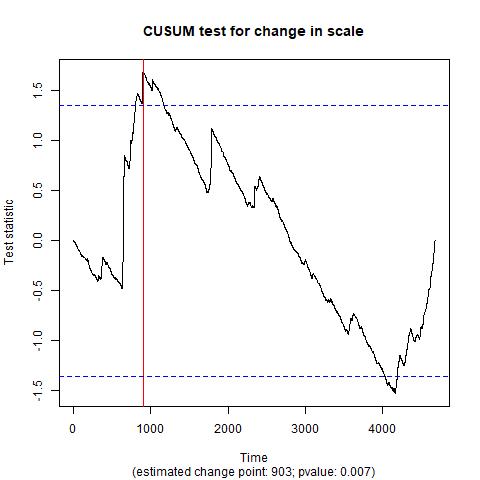 CUSUM test for change in scale
Test statistic
1.5
1.0
0.5
0.0
-0.5
-1.0
-1.5
0 1000 2000 3000 4000
Time
(estimated change point: 903; pvalue: 0.007)